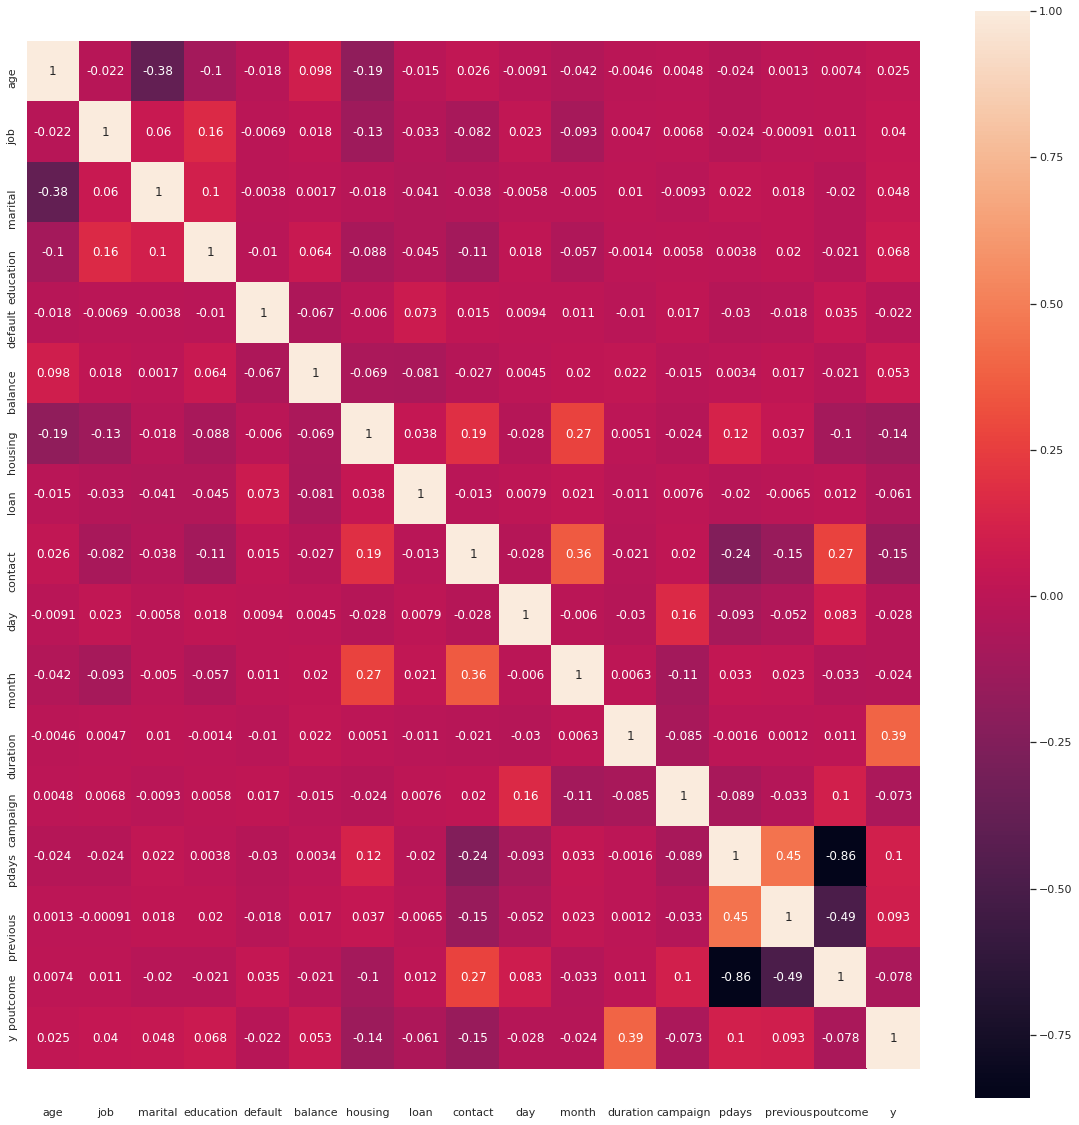 1.00
age 1 -0.022 -0.38 -0.1 -0.018 0.098 -0.19 -0.015 0.026 -0.0091 -0.042 -0.0046 0.0048 -0.024 0.0013 0.0074 0.025
job -0.022 1 0.06 0.16 -0.0069 0.018 -0.13 -0.033 -0.082 0.023 -0.093 0.0047 0.0068 -0.024 -0.00091 0.011 0.04
0.75
marital -0.38 0.06 1 0.1 -0.0038 0.0017 -0.018 -0.041 -0.038 -0.0058 -0.005 0.01 -0.0093 0.022 0.018 -0.02 0.048
education -0.1 0.16 0.1 1 -0.01 0.064 -0.088 -0.045 -0.11 0.018 -0.057 -0.0014 0.0058 0.0038 0.02 -0.021 0.068
0.50
default -0.018 -0.0069 -0.0038 -0.01 1 -0.067 -0.006 0.073 0.015 0.0094 0.011 -0.01 0.017 -0.03 -0.018 0.035 -0.022
balance 0.098 0.018 0.0017 0.064 -0.067 1 -0.069 -0.081 -0.027 0.0045 0.02 0.022 -0.015 0.0034 0.017 -0.021 0.053
housing -0.19 -0.13 -0.018 -0.088 -0.006 -0.069 1 0.038 0.19 -0.028 0.27 0.0051 -0.024 0.12 0.037 -0.1 -0.14
0.25
loan -0.015 -0.033 -0.041 -0.045 0.073 -0.081 0.038 1 -0.013 0.0079 0.021 -0.011 0.0076 -0.02 -0.0065 0.012 -0.061
contact 0.026 -0.082 -0.038 -0.11 0.015 -0.027 0.19 -0.013 1 -0.028 0.36 -0.021 0.02 -0.24 -0.15 0.27 -0.15
0.00
day -0.0091 0.023 -0.0058 0.018 0.0094 0.0045 -0.028 0.0079 -0.028 1 -0.006 -0.03 0.16 -0.093 -0.052 0.083 -0.028
month -0.042 -0.093 -0.005 -0.057 0.011 0.02 0.27 0.021 0.36 -0.006 1 0.0063 -0.11 0.033 0.023 -0.033 -0.024
duration -0.0046 0.0047 0.01 -0.0014 -0.01 0.022 0.0051 -0.011 -0.021 -0.03 0.0063 1 -0.085 -0.0016 0.0012 0.011 0.39
−0.25
campaign 0.0048 0.0068 -0.0093 0.0058 0.017 -0.015 -0.024 0.0076 0.02 0.16 -0.11 -0.085 1 -0.089 -0.033 0.1 -0.073
pdays -0.024 -0.024 0.022 0.0038 -0.03 0.0034 0.12 -0.02 -0.24 -0.093 0.033 -0.0016 -0.089 1 0.45 -0.86 0.1
−0.50
previous 0.0013 -0.00091 0.018 0.02 -0.018 0.017 0.037 -0.0065 -0.15 -0.052 0.023 0.0012 -0.033 0.45 1 -0.49 0.093
poutcome 0.0074 0.011 -0.02 -0.021 0.035 -0.021 -0.1 0.012 0.27 0.083 -0.033 0.011 0.1 -0.86 -0.49 1 -0.078
y 0.025 0.04 0.048 0.068 -0.022 0.053 -0.14 -0.061 -0.15 -0.028 -0.024 0.39 -0.073 0.1 0.093 -0.078 1
−0.75
age job marital education default balance housing loan contact day month duration campaign pdays previous poutcome y